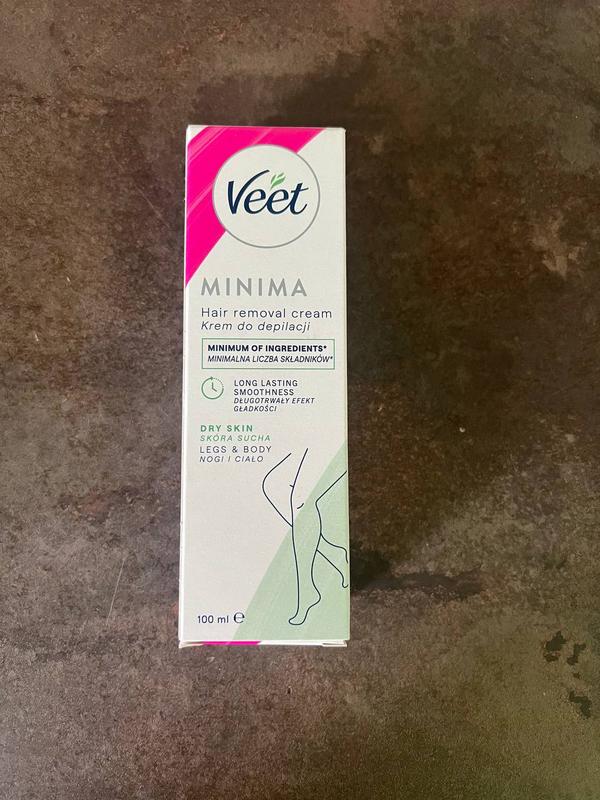 Veet
MINIMA
Hair removal cream
Krem do depilacji
MINIMUM OF INGREDIENTS*
MINIMALNA LICZBA SKŁADNIKÓW*
LONG LASTING
SMOOTHNESS
DŁUGOTRWAŁY EFEKT
GŁADKOŚCI
DRY SKIN
SKÓRA SUCHA
LEGS & BODY
NOGI I CIAŁO
100 ml ℮